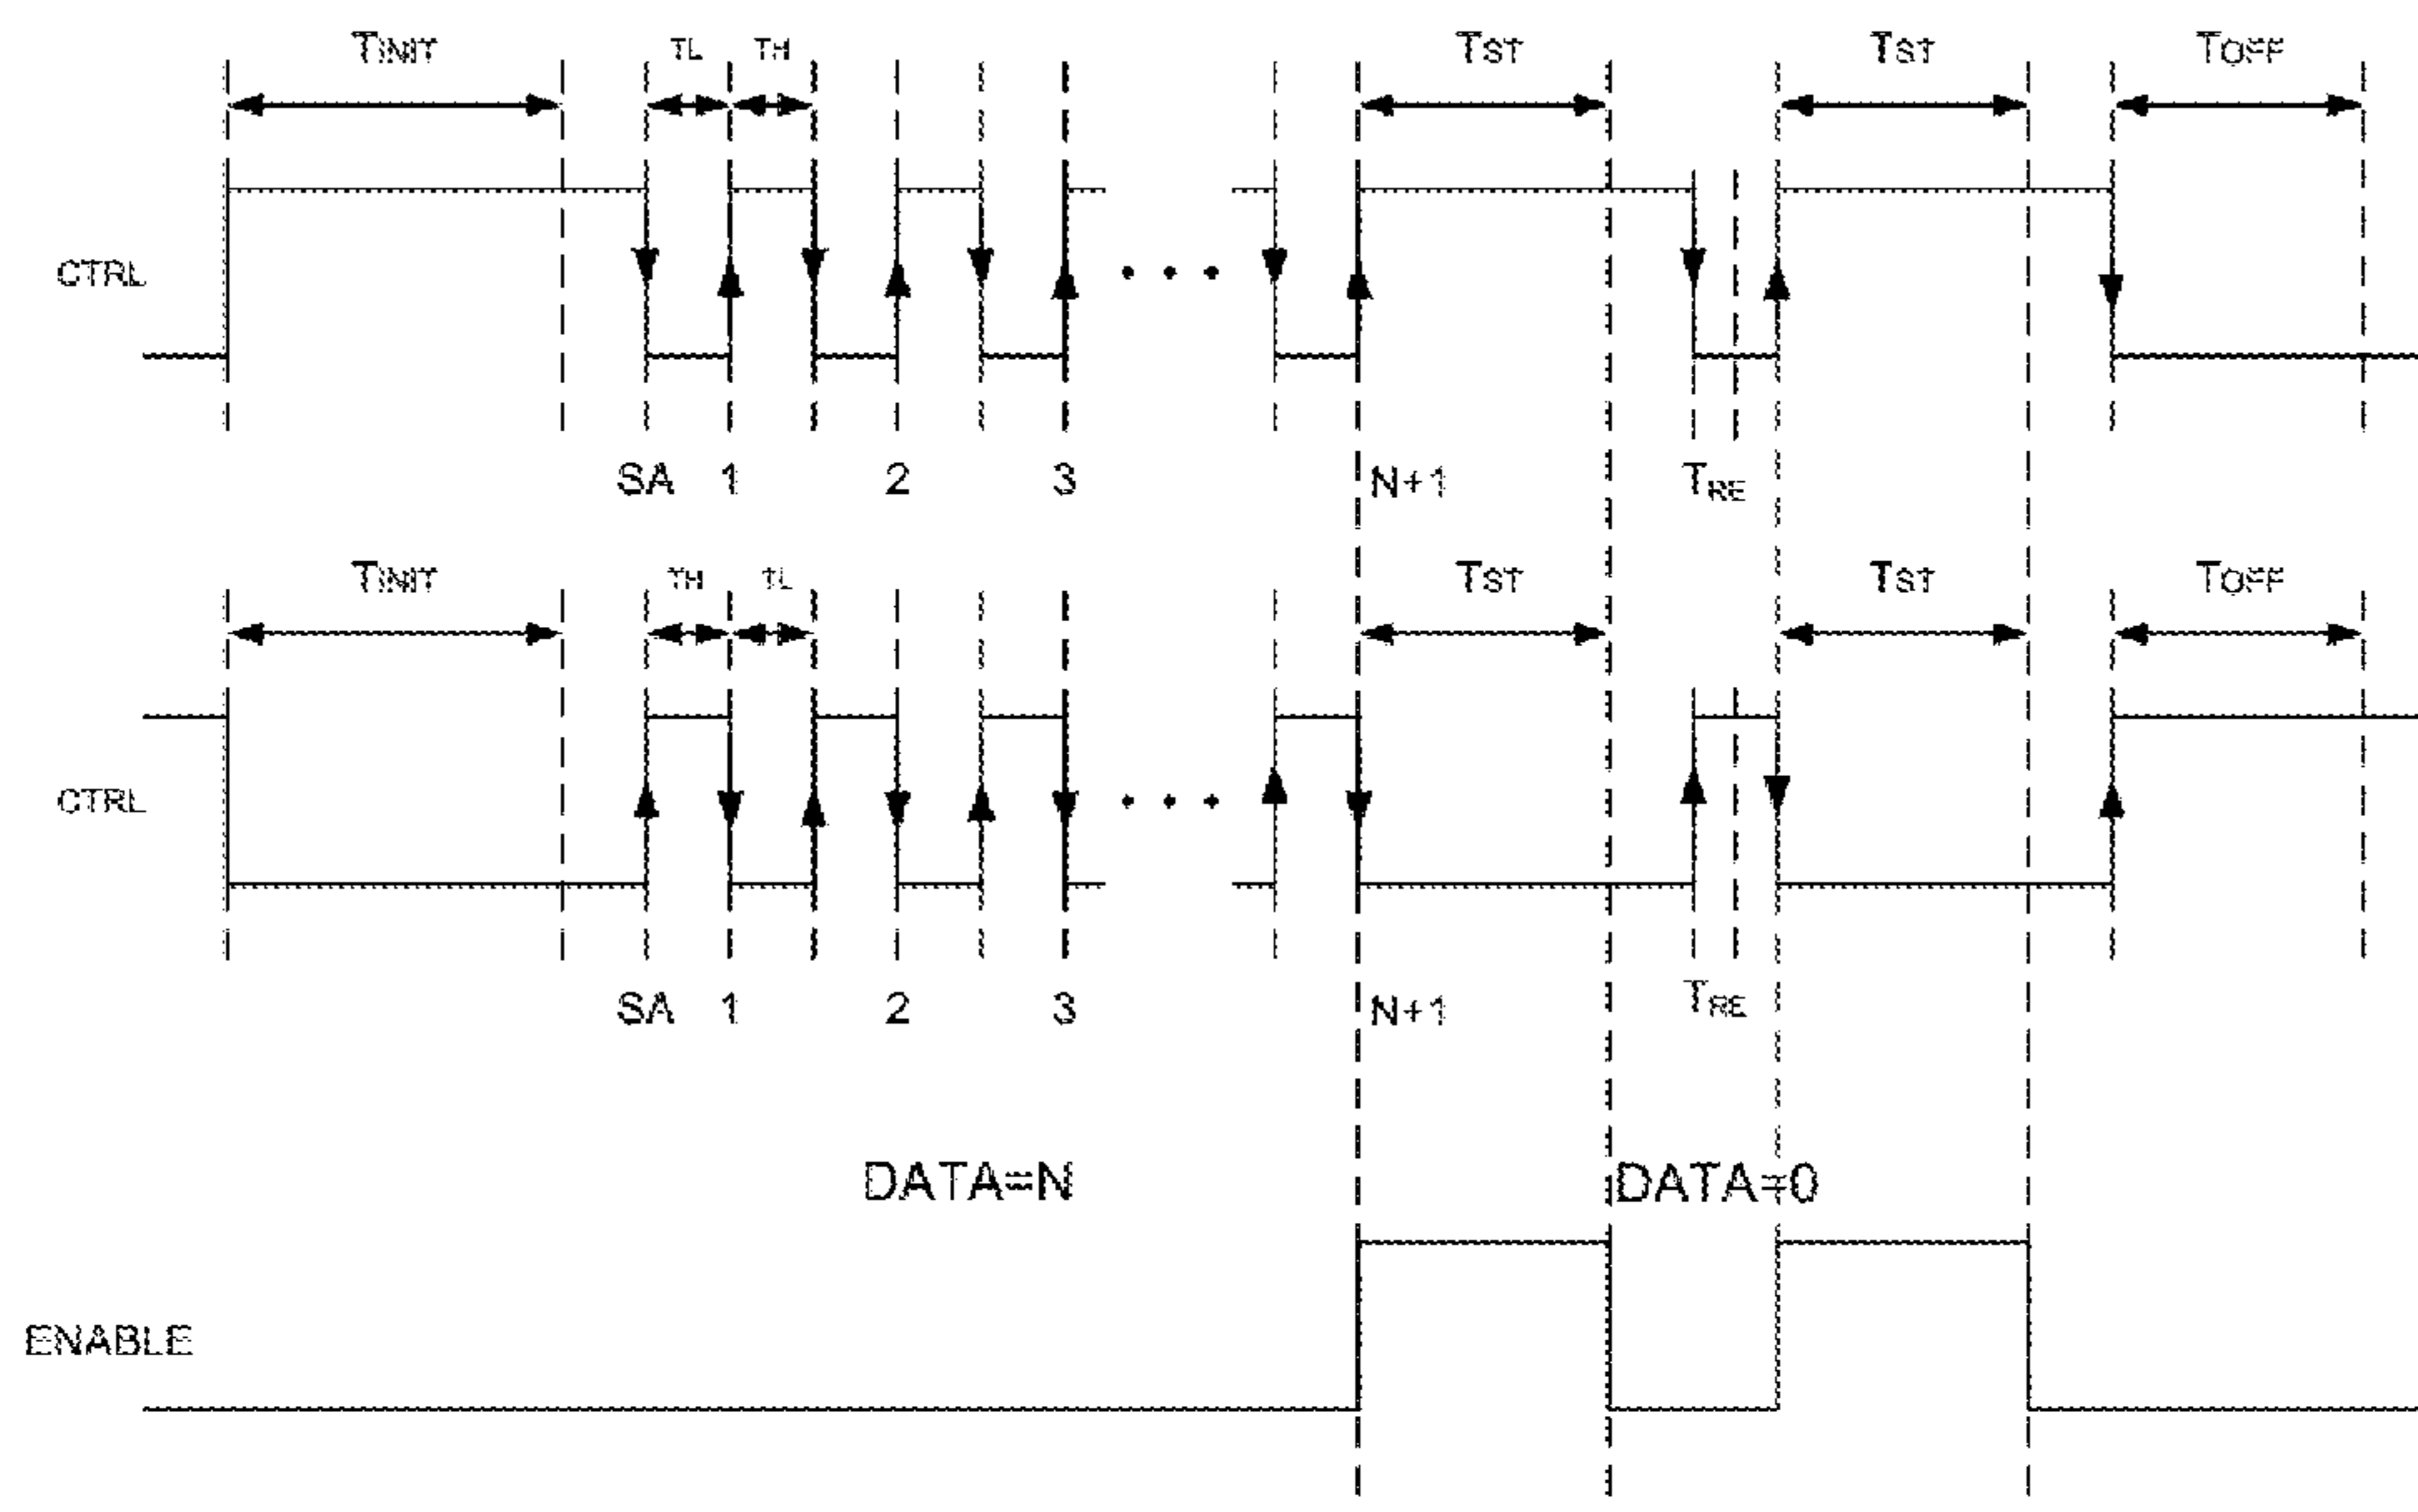 TINIT TL TH TST TST TOFF
CTRL
SA 1 2 3 N+1 TRE
TINIT TH TL TST TST TOFF
CTRL
SA 1 2 3 N+1 TRE
DATA=N DATA=0
ENABLE